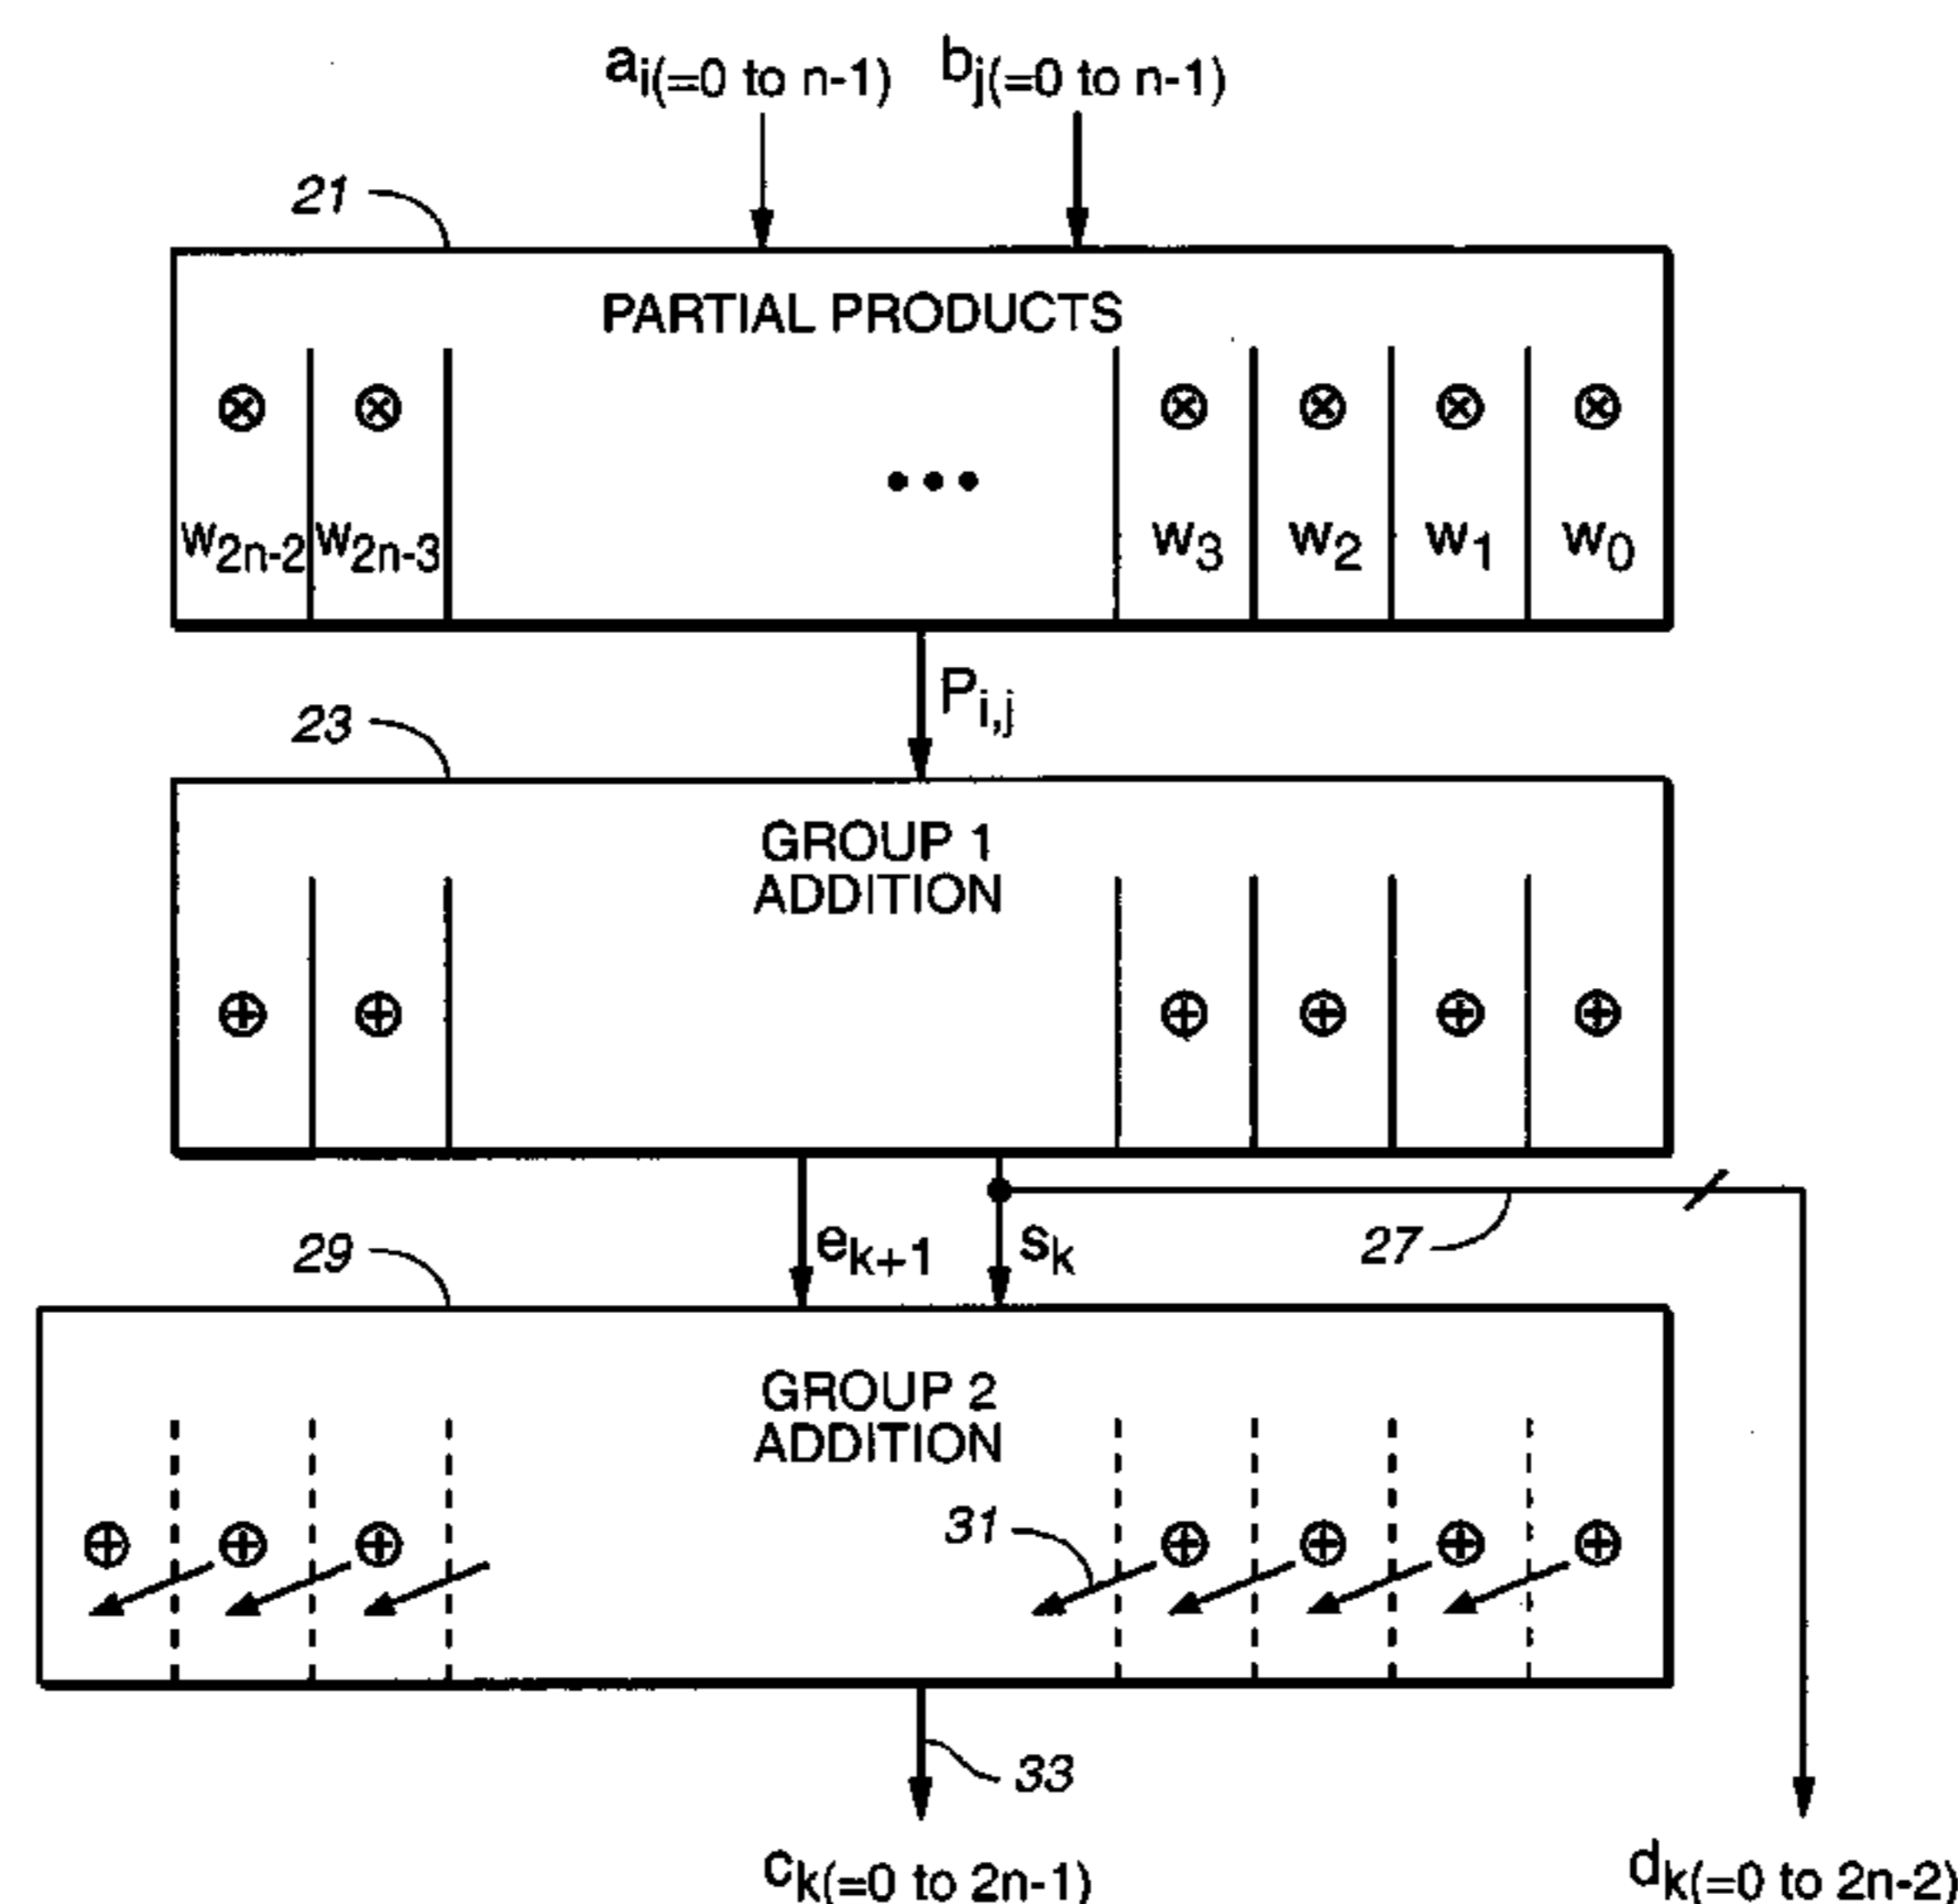 ai(=0 to n-1) bj(=0 to n-1)
21
PARTIAL PRODUCTS
⊗ ⊗ ⊗ ⊗ ⊗ ⊗
•••
w2n-2 w2n-3 w3 w2 w1 w0
Pi,j
23
GROUP 1
ADDITION
⊕ ⊕ ⊕ ⊕ ⊕ ⊕
ek+1 sk 27
29
GROUP 2
ADDITION
31
⊕ ⊕ ⊕ ⊕ ⊕ ⊕ ⊕
33
ck(=0 to 2n-1) dk(=0 to 2n-2)